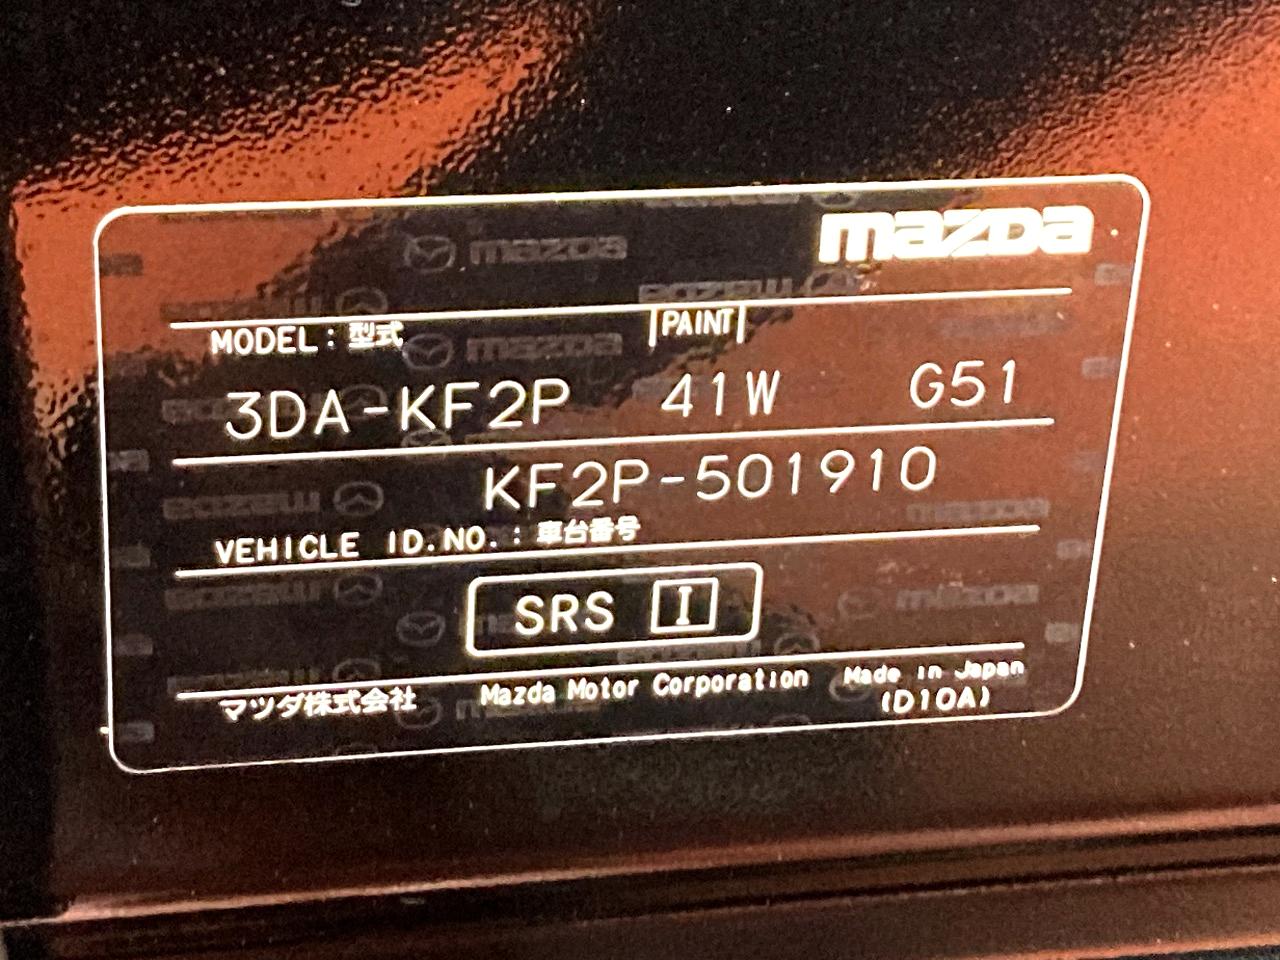 mazda
MODEL : 型式 PAINT
3DA-KF2P 41W G51
KF2P-501910
VEHICLE ID.NO. : 車台番号
SRS I
マツダ株式会社 Mazda Motor Corporation Made in Japan
(D10A)